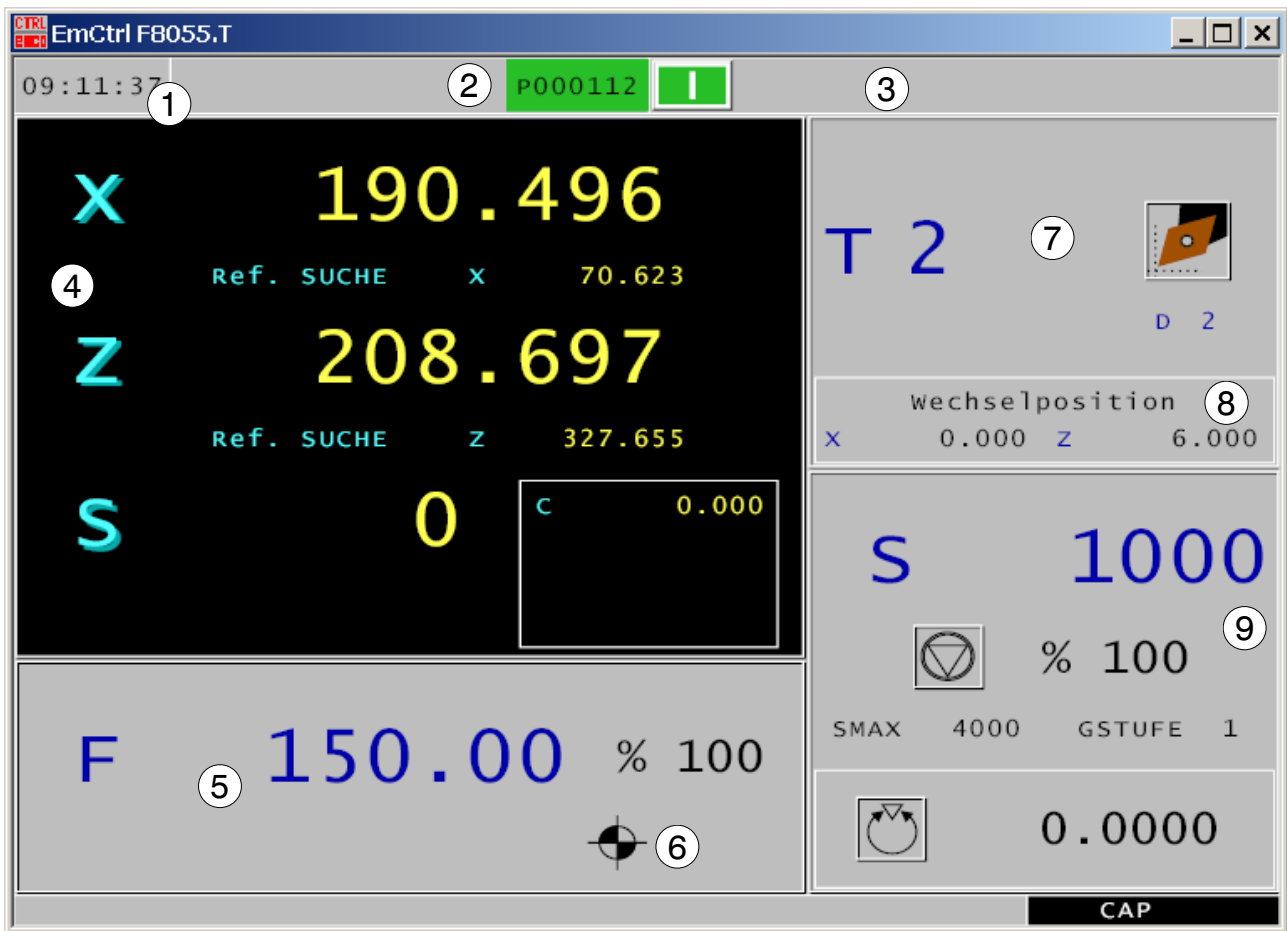 CTRL
emco EmCtrl F8055.T
09:11:37 1 2 P000112 3
X 190.496
4 Ref. SUCHE X 70.623
Z 208.697
Ref. SUCHE Z 327.655
S 0 C 0.000
T 2 7
D 2
Wechselposition 8
X 0.000 Z 6.000
F 150.00 % 100
5
6
S 1000
9
% 100
SMAX 4000 GSTUFE 1
0.0000
CAP